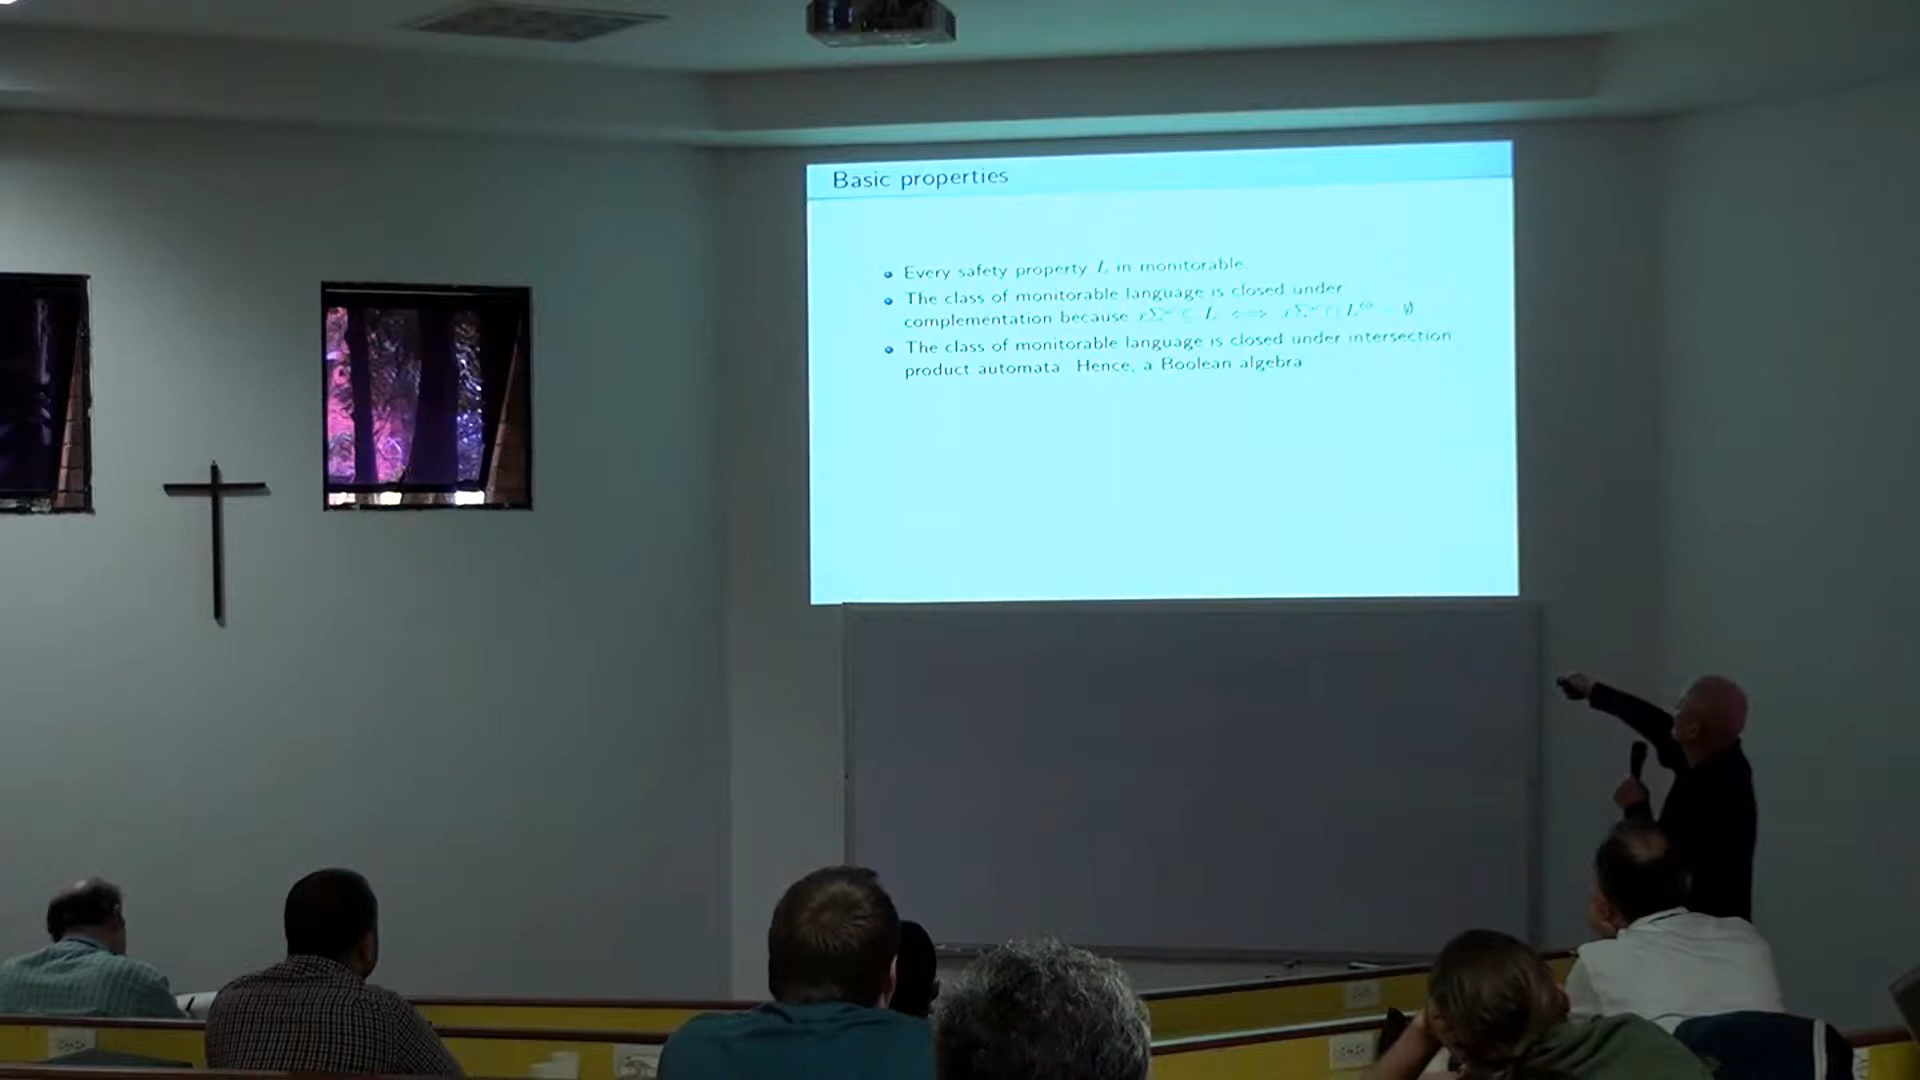 Basic properties
Every safety property L in monitorable.
The class of monitorable language is closed under
complementation because
The class of monitorable language is closed under intersection
product automata. Hence, a Boolean algebra